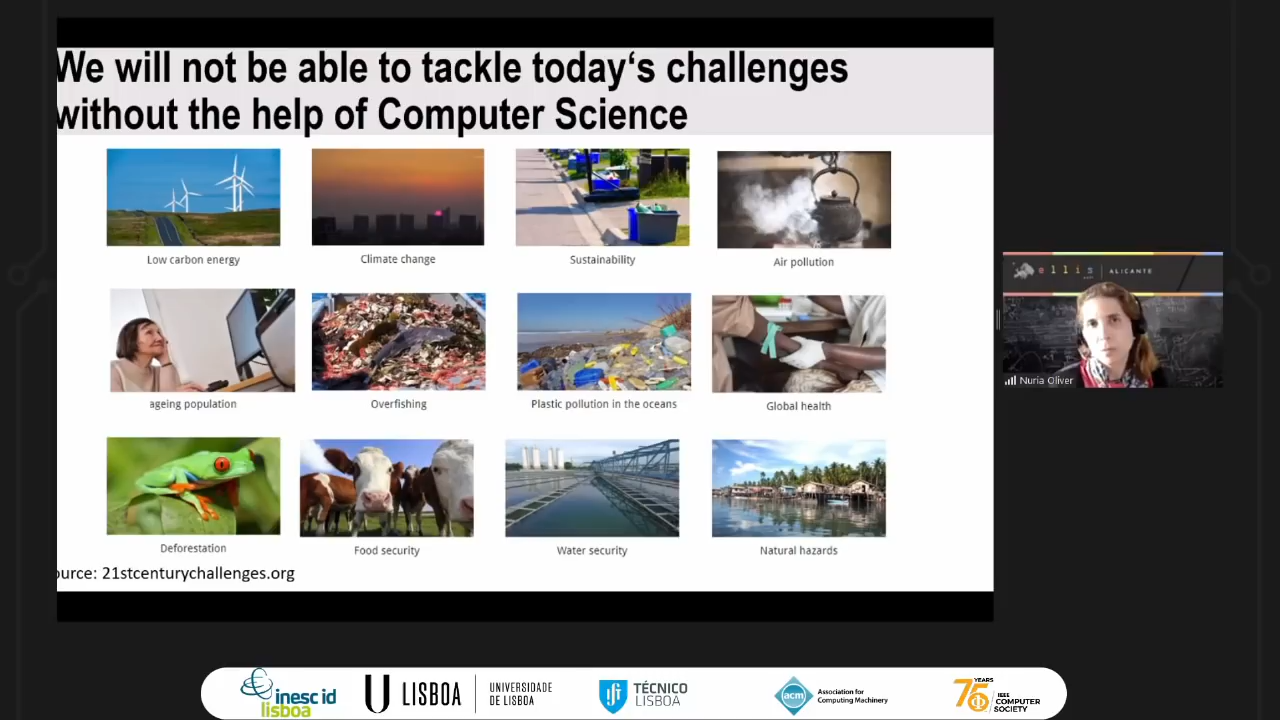 We will not be able to tackle today‘s challenges
without the help of Computer Science
Low carbon energy
Climate change
Sustainability
Air pollution
ageing population
Overfishing
Plastic pollution in the oceans
Global health
Deforestation
Food security
Water security
Natural hazards
ource: 21stcenturychallenges.org
ellis
ALICANTE
Nuria Oliver
inesc id
lisboa
U LISBOA
UNIVERSIDADE
DE LISBOA
TÉCNICO
LISBOA
acm
Association for
Computing Machinery
75 YEARS
IEEE
COMPUTER
SOCIETY